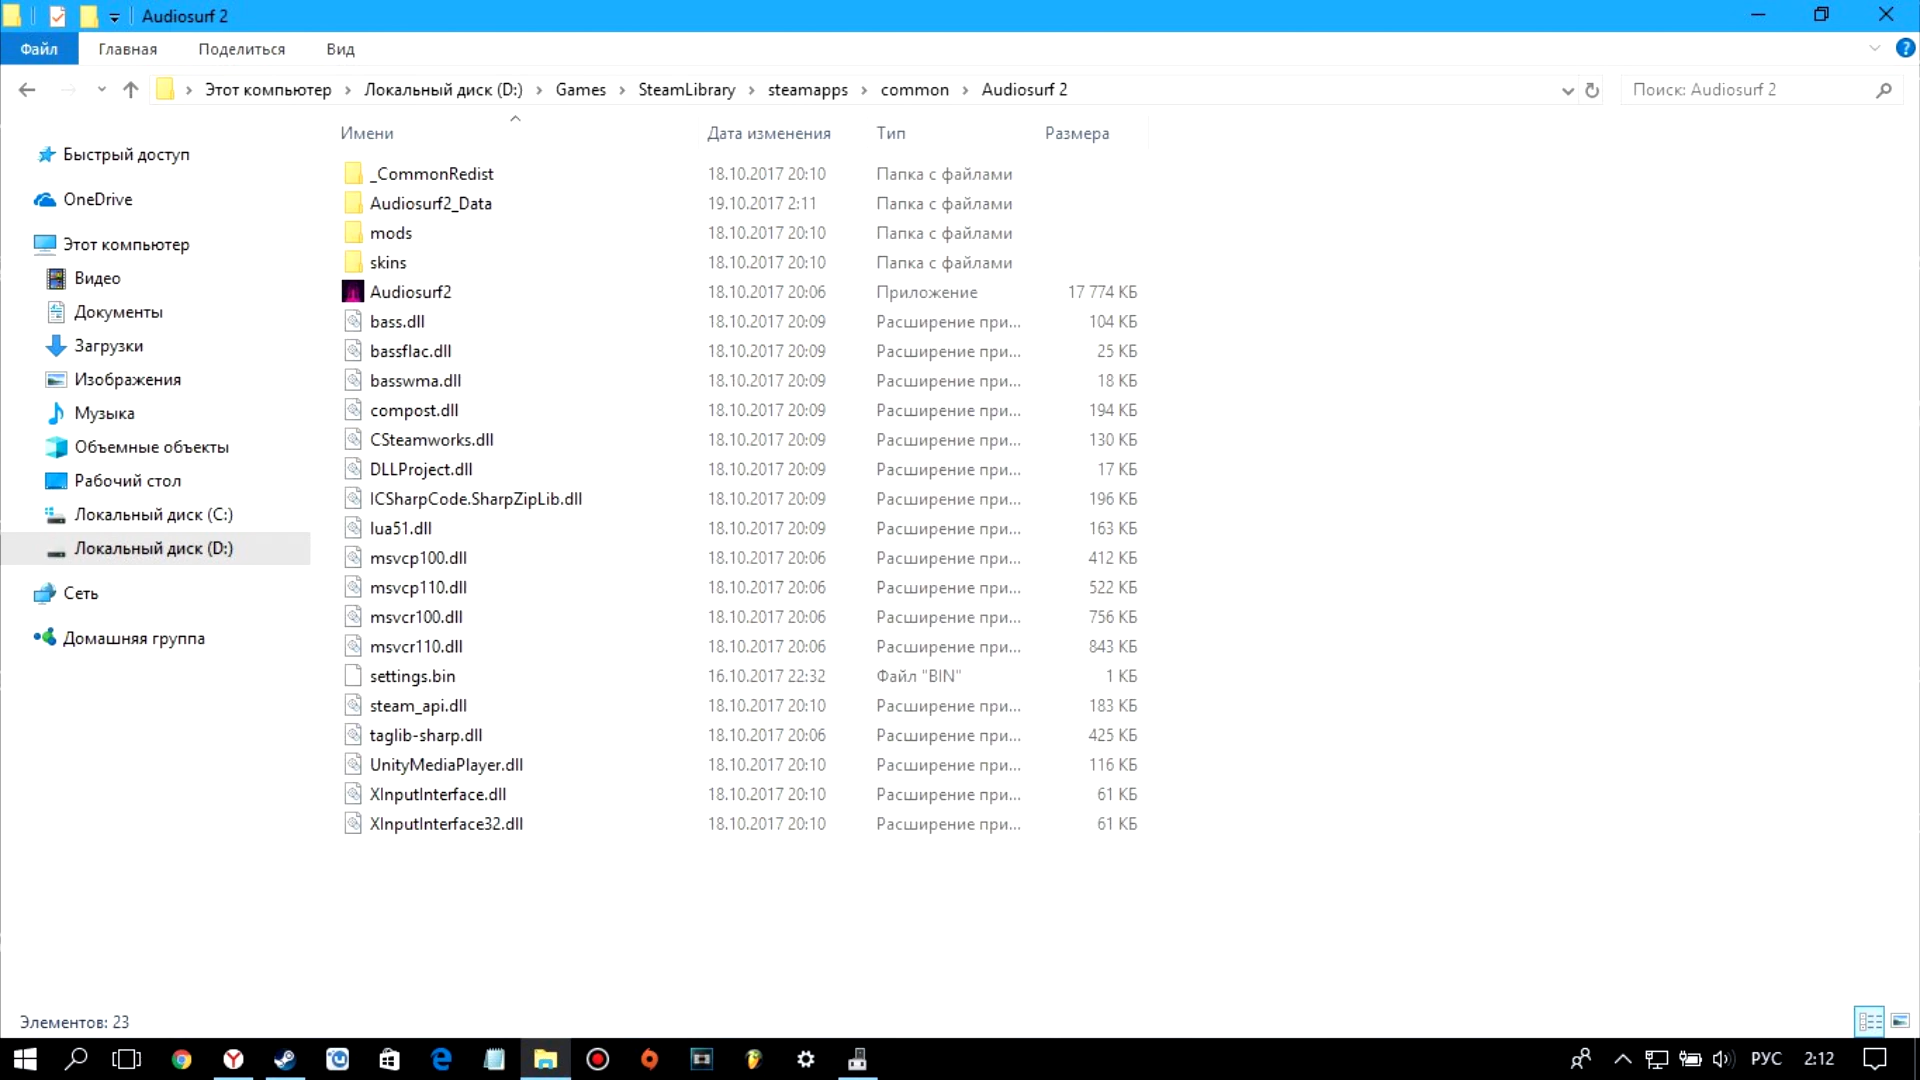 Audiosurf 2
Файл Главная Поделиться Вид
Этот компьютер Локальный диск (D:) Games SteamLibrary steamapps common Audiosurf 2 Поиск: Audiosurf 2
Быстрый доступ
OneDrive
Этот компьютер
Видео
Документы
Загрузки
Изображения
Музыка
Объемные объекты
Рабочий стол
Локальный диск (C:)
Локальный диск (D:)
Сеть
Домашняя группа
Имени Дата изменения Тип Размера
_CommonRedist 18.10.2017 20:10 Папка с файлами
Audiosurf2_Data 19.10.2017 2:11 Папка с файлами
mods 18.10.2017 20:10 Папка с файлами
skins 18.10.2017 20:10 Папка с файлами
Audiosurf2 18.10.2017 20:06 Приложение 17 774 КБ
bass.dll 18.10.2017 20:09 Расширение при... 104 КБ
bassflac.dll 18.10.2017 20:09 Расширение при... 25 КБ
basswma.dll 18.10.2017 20:09 Расширение при... 18 КБ
compost.dll 18.10.2017 20:09 Расширение при... 194 КБ
CSteamworks.dll 18.10.2017 20:09 Расширение при... 130 КБ
DLLProject.dll 18.10.2017 20:09 Расширение при... 17 КБ
ICSharpCode.SharpZipLib.dll 18.10.2017 20:09 Расширение при... 196 КБ
lua51.dll 18.10.2017 20:09 Расширение при... 163 КБ
msvcp100.dll 18.10.2017 20:06 Расширение при... 412 КБ
msvcp110.dll 18.10.2017 20:06 Расширение при... 522 КБ
msvcr100.dll 18.10.2017 20:06 Расширение при... 756 КБ
msvcr110.dll 18.10.2017 20:06 Расширение при... 843 КБ
settings.bin 16.10.2017 22:32 Файл "BIN" 1 КБ
steam_api.dll 18.10.2017 20:10 Расширение при... 183 КБ
taglib-sharp.dll 18.10.2017 20:06 Расширение при... 425 КБ
UnityMediaPlayer.dll 18.10.2017 20:10 Расширение при... 116 КБ
XInputInterface.dll 18.10.2017 20:10 Расширение при... 61 КБ
XInputInterface32.dll 18.10.2017 20:10 Расширение при... 61 КБ
Элементов: 23
РУС 2:12